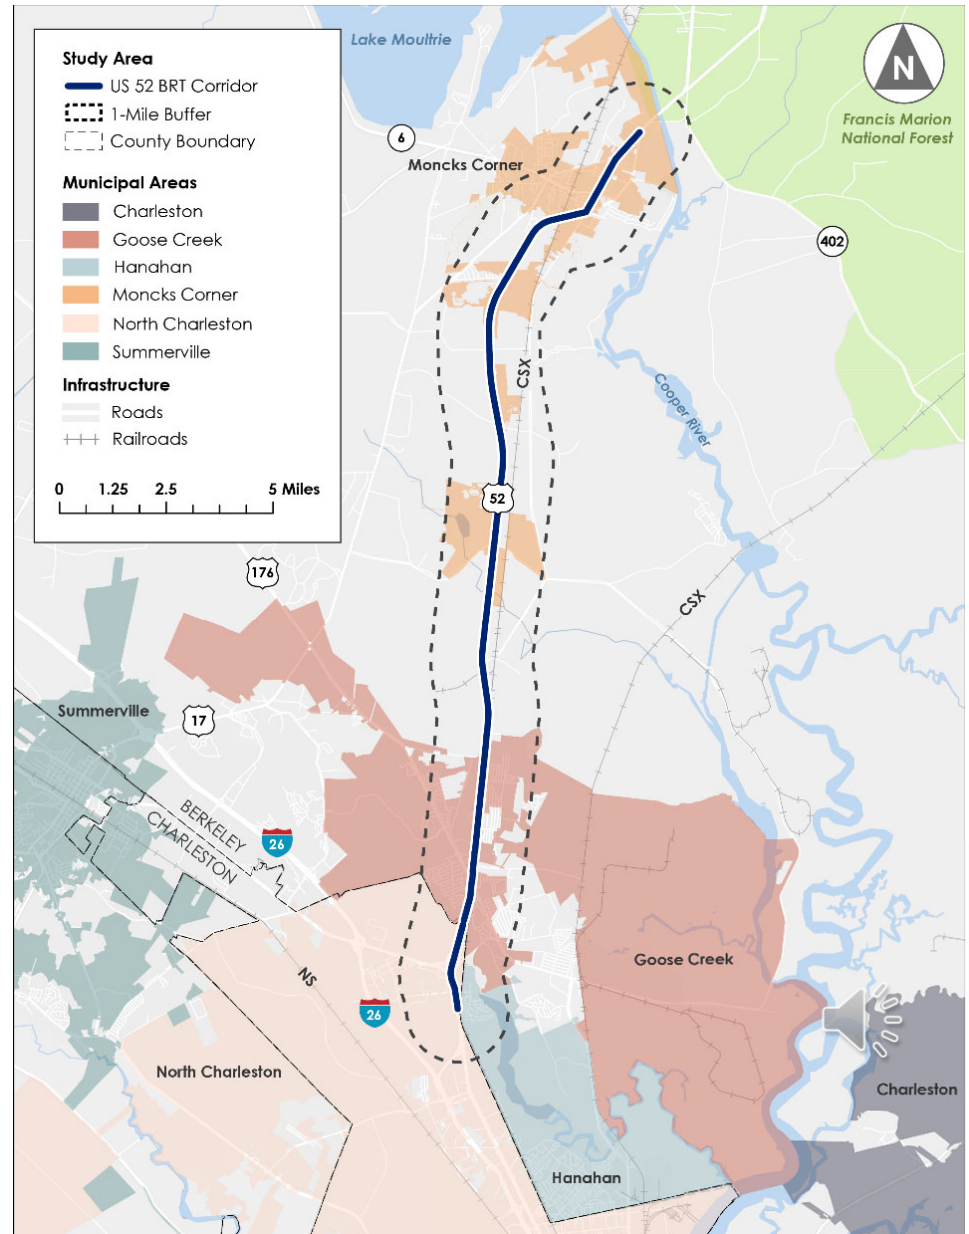 Study Area
US 52 BRT Corridor
1-Mile Buffer
County Boundary
Municipal Areas
Charleston
Goose Creek
Hanahan
Moncks Corner
North Charleston
Summerville
Infrastructure
Roads
Railroads
0 1.25 2.5 5 Miles
Lake Moultrie
N
Francis Marion
National Forest
6
Moncks Corner
402
CSX
Cooper River
52
176
CSX
Summerville
17
BERKELEY
CHARLESTON
26
Goose Creek
NS
26
North Charleston
Charleston
Hanahan